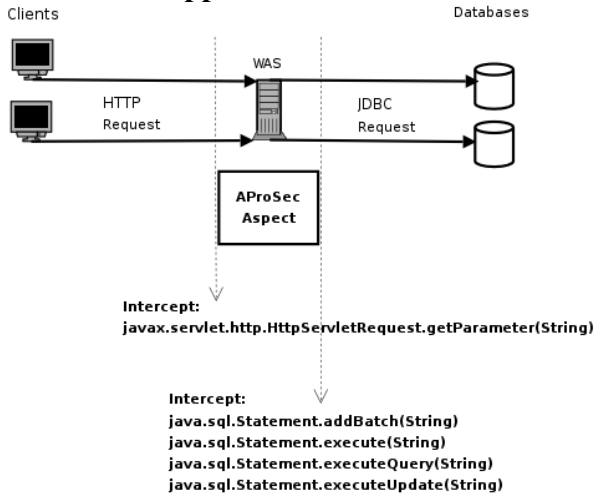 Clients
Databases
WAS
HTTP
Request
JDBC
Request
AProSec
Aspect
Intercept:
javax.servlet.http.HttpServletRequest.getParameter(String)
Intercept:
java.sql.Statement.addBatch(String)
java.sql.Statement.execute(String)
java.sql.Statement.executeQuery(String)
java.sql.Statement.executeUpdate(String)